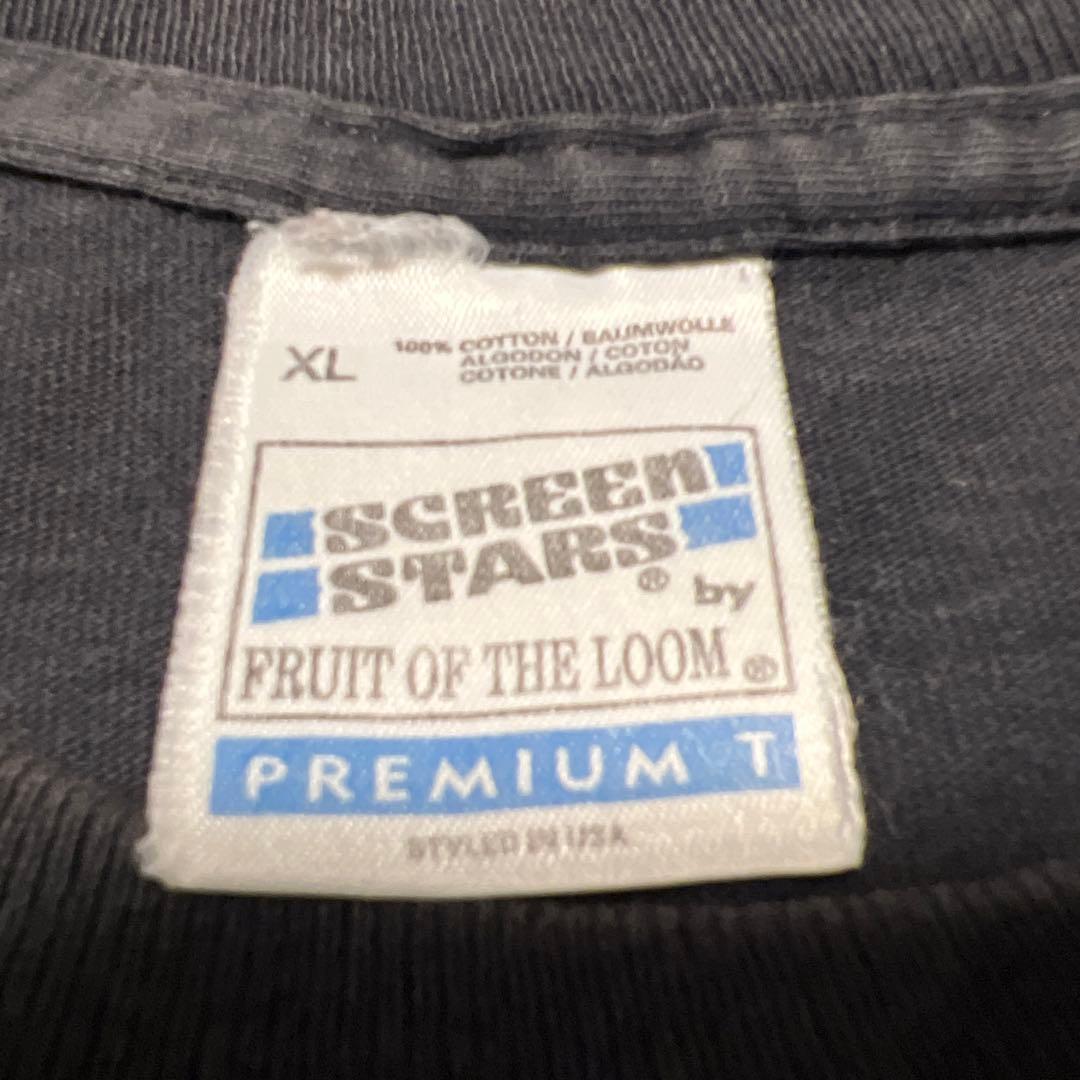 XL
100% COTTON / BAUMWOLLE
ALGODON / COTON
COTONE / ALGODÃO
SCREEn
STARS® by
FRUIT OF THE LOOM®
PREMIUM T
STYLED IN USA